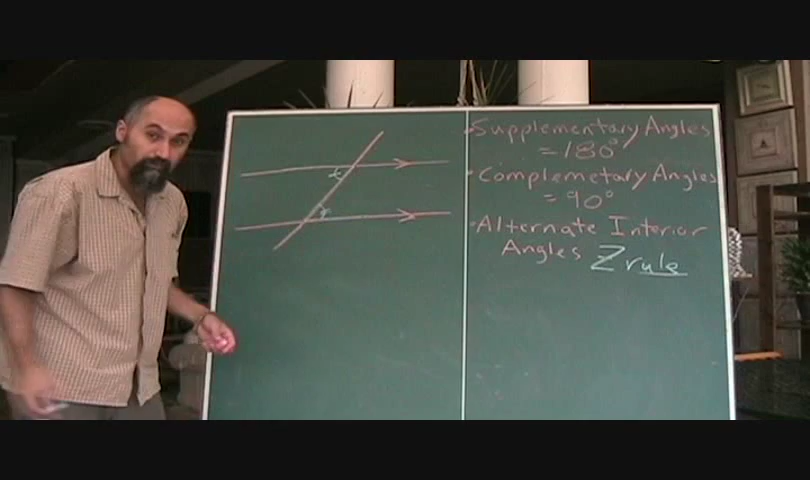 x
x
• Supplementary Angles
= 180°
• Complemetary Angles
= 90°
• Alternate Interior
Angles Z rule